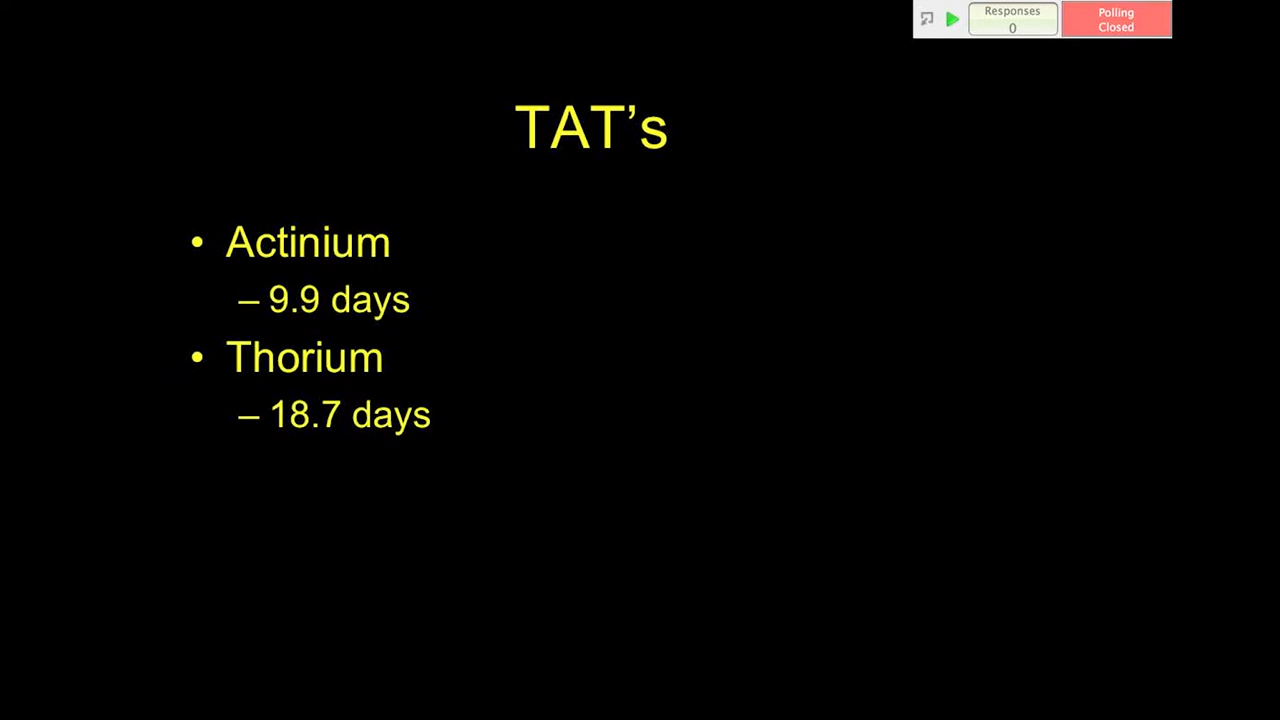 Responses
0
Polling
Closed
TAT’s
• Actinium
– 9.9 days
• Thorium
– 18.7 days